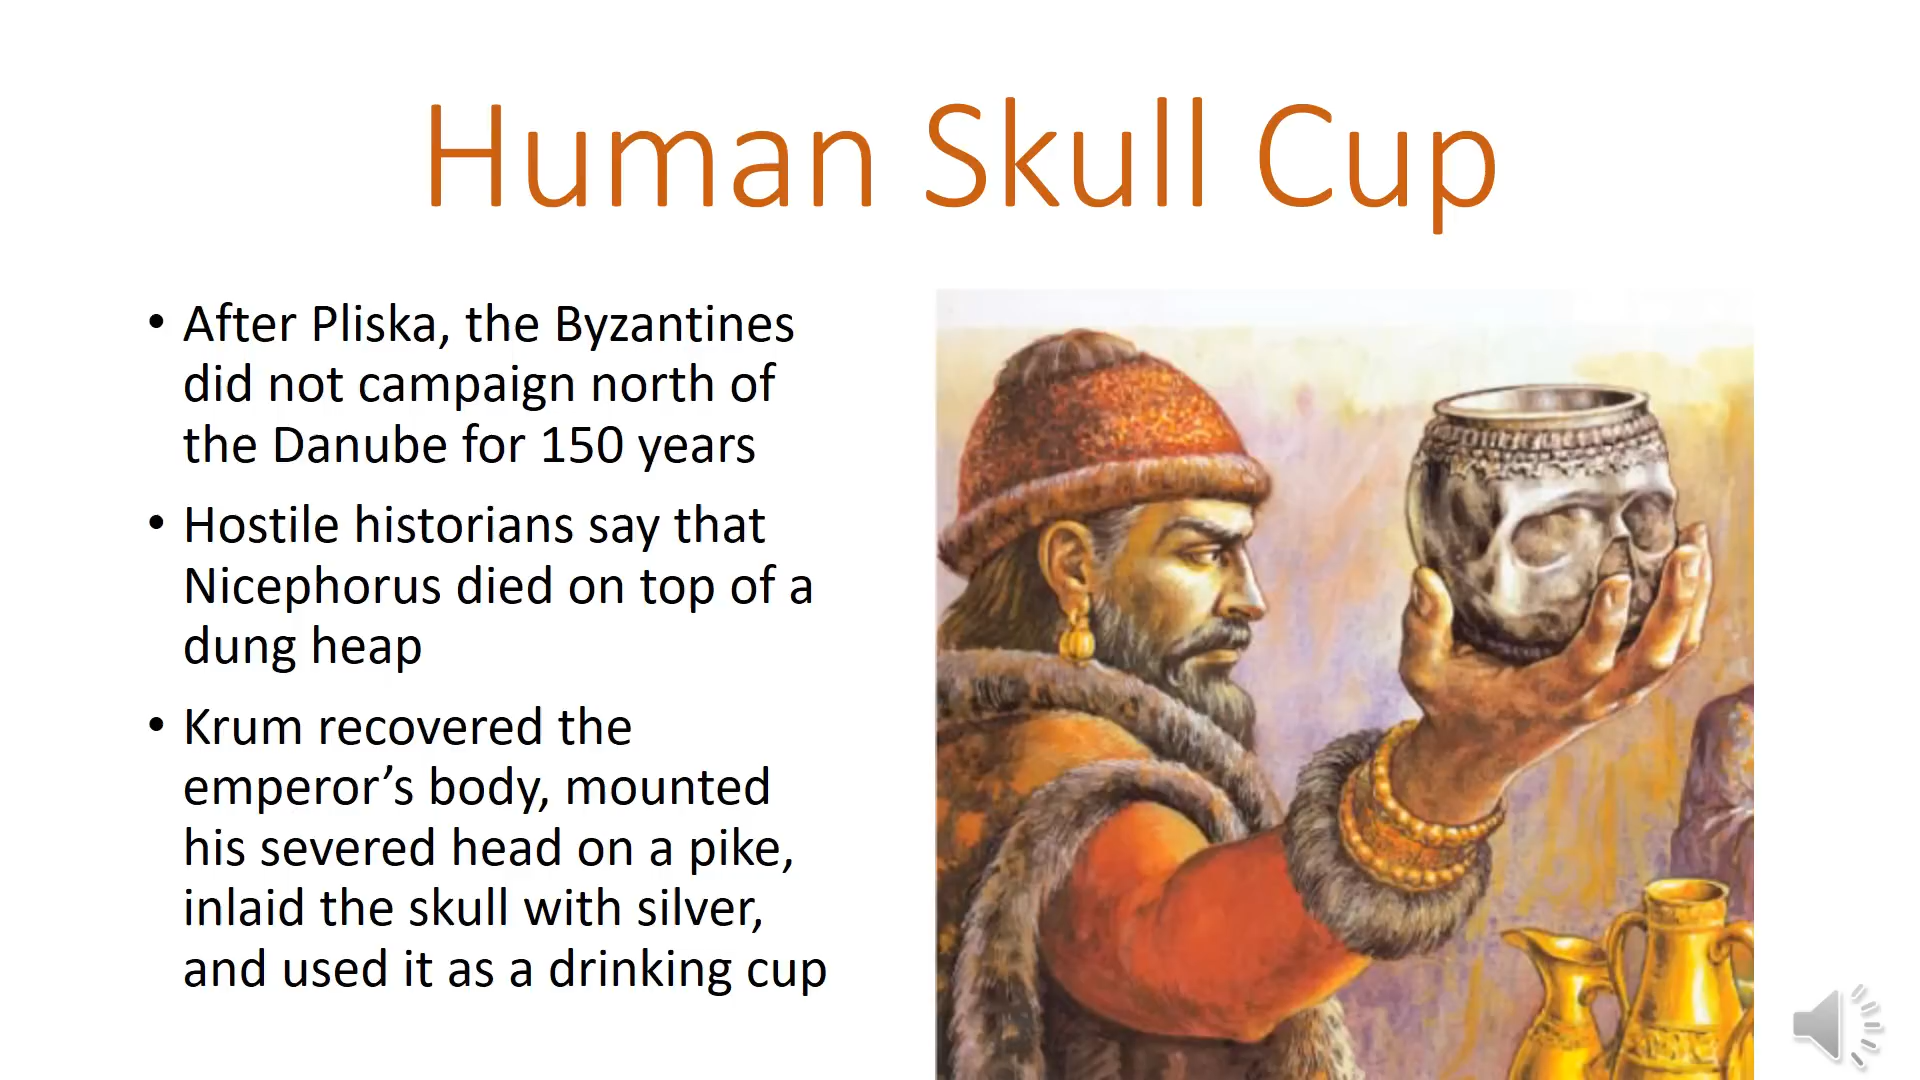 Human Skull Cup
• After Pliska, the Byzantines
did not campaign north of
the Danube for 150 years
• Hostile historians say that
Nicephorus died on top of a
dung heap
• Krum recovered the
emperor’s body, mounted
his severed head on a pike,
inlaid the skull with silver,
and used it as a drinking cup